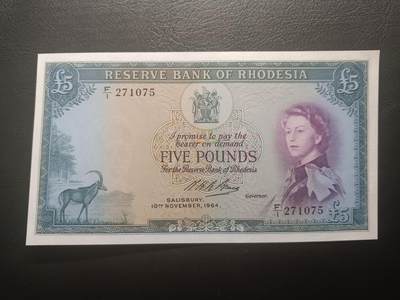 £5 RESERVE BANK OF RHODESIA £5
F/1 271075
I promise to pay the
bearer on demand
FIVE POUNDS
For the Reserve Bank of Rhodesia
Governor.
SALISBURY,
10TH NOVEMBER, 1964.
F/1 271075
£5